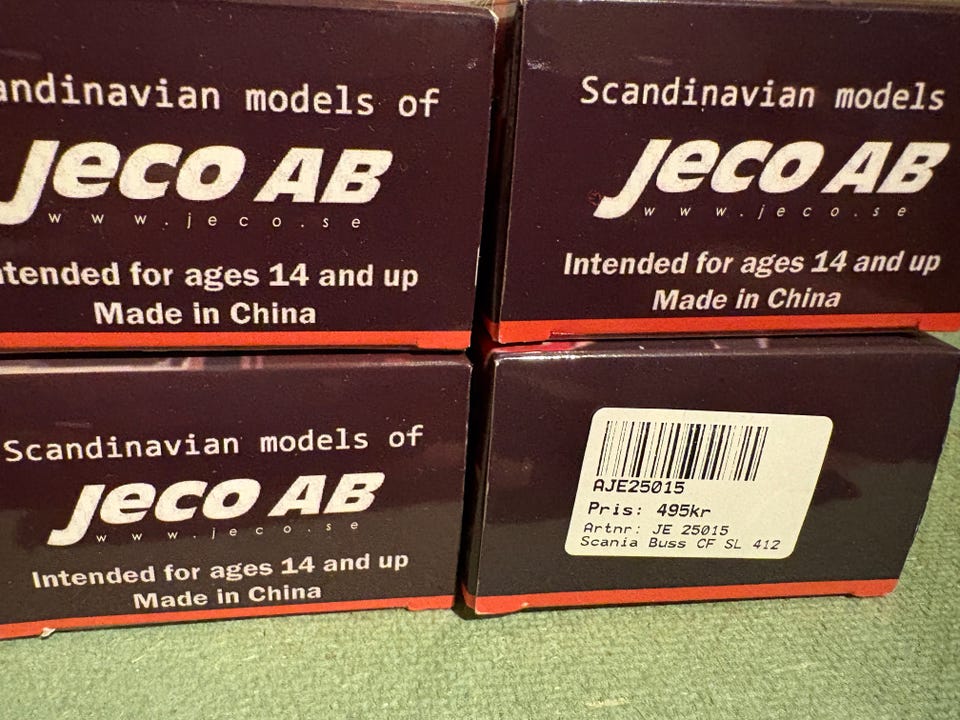 andinavian models of
Jeco AB
www.jeco.se
tended for ages 14 and up
Made in China
Scandinavian models
Jeco AB
www.jeco.se
Intended for ages 14 and up
Made in China
Scandinavian models of
Jeco AB
www.jeco.se
Intended for ages 14 and up
Made in China
AJE25015
Pris: 495kr
Artnr: JE 25015
Scania Buss CF SL 412